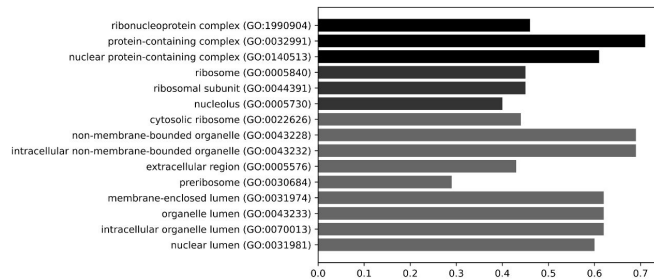 ribonucleoprotein complex (GO:1990904)
protein-containing complex (GO:0032991)
nuclear protein-containing complex (GO:0140513)
ribosome (GO:0005840)
ribosomal subunit (GO:0044391)
nucleolus (GO:0005730)
cytosolic ribosome (GO:0022626)
non-membrane-bounded organelle (GO:0043228)
intracellular non-membrane-bounded organelle (GO:0043232)
extracellular region (GO:0005576)
preribosome (GO:0030684)
membrane-enclosed lumen (GO:0031974)
organelle lumen (GO:0043233)
intracellular organelle lumen (GO:0070013)
nuclear lumen (GO:0031981)
0.0 0.1 0.2 0.3 0.4 0.5 0.6 0.7